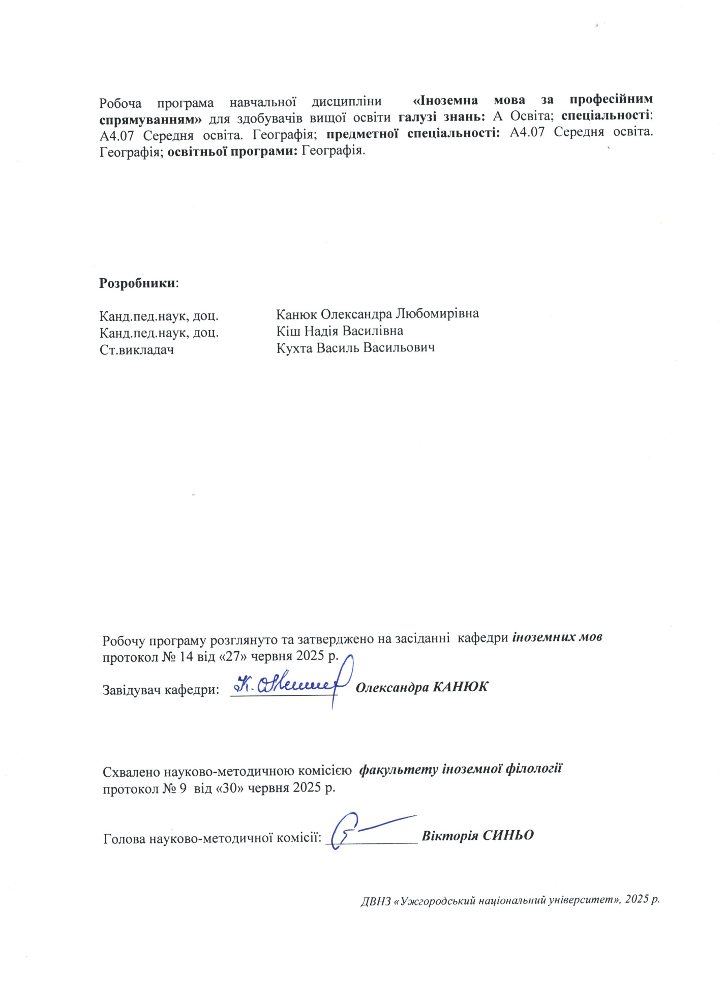 Робоча програма навчальної дисципліни «Іноземна мова за професійним
спрямуванням» для здобувачів вищої освіти галузі знань: А Освіта; спеціальності:
А4.07 Середня освіта. Географія; предметної спеціальності: А4.07 Середня освіта.
Географія; освітньої програми: Географія.
Розробники:
Канд.пед.наук, доц. Канюк Олександра Любомирівна
Канд.пед.наук, доц. Кіш Надія Василівна
Ст.викладач Кухта Василь Васильович
Робочу програму розглянуто та затверджено на засіданні кафедри іноземних мов
протокол № 14 від «27» червня 2025 р.
Завідувач кафедри: Олександра КАНЮК
Схвалено науково-методичною комісією факультету іноземної філології
протокол № 9 від «30» червня 2025 р.
Голова науково-методичної комісії: Вікторія СИНЬО
ДВНЗ «Ужгородський національний університет», 2025 р.